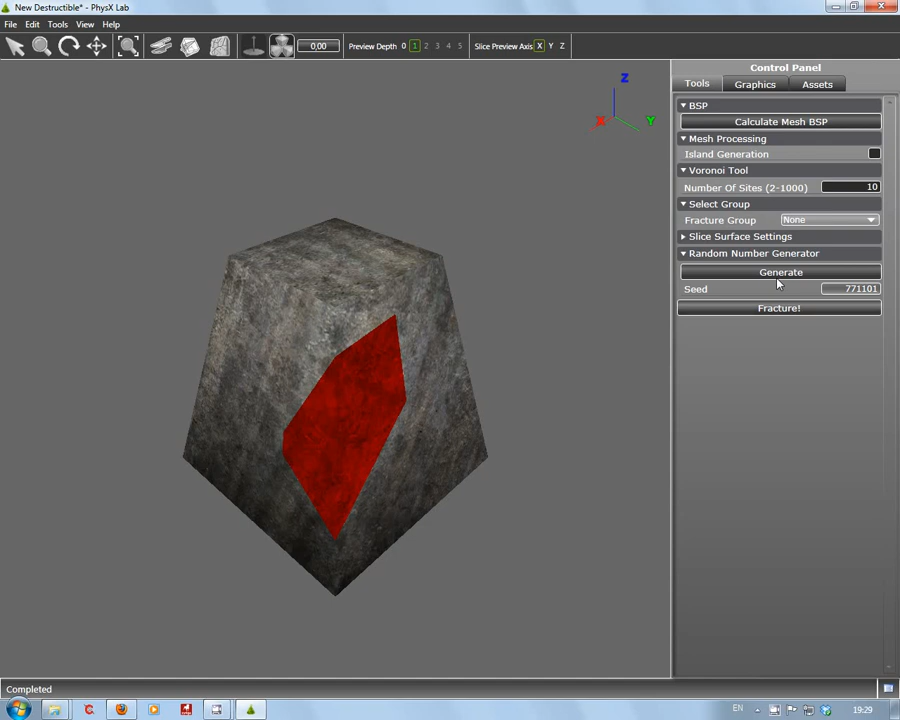 New Destructible* - PhysX Lab
File Edit Tools View Help
0,00 Preview Depth 0 1 2 3 4 5 Slice Preview Axis X Y Z
Control Panel
Tools Graphics Assets
BSP
Calculate Mesh BSP
Mesh Processing
Island Generation
Voronoi Tool
Number Of Sites (2-1000) 10
Select Group
Fracture Group None
Slice Surface Settings
Random Number Generator
Generate
Seed 771101
Fracture!
Z
X Y
Completed
EN 19:29